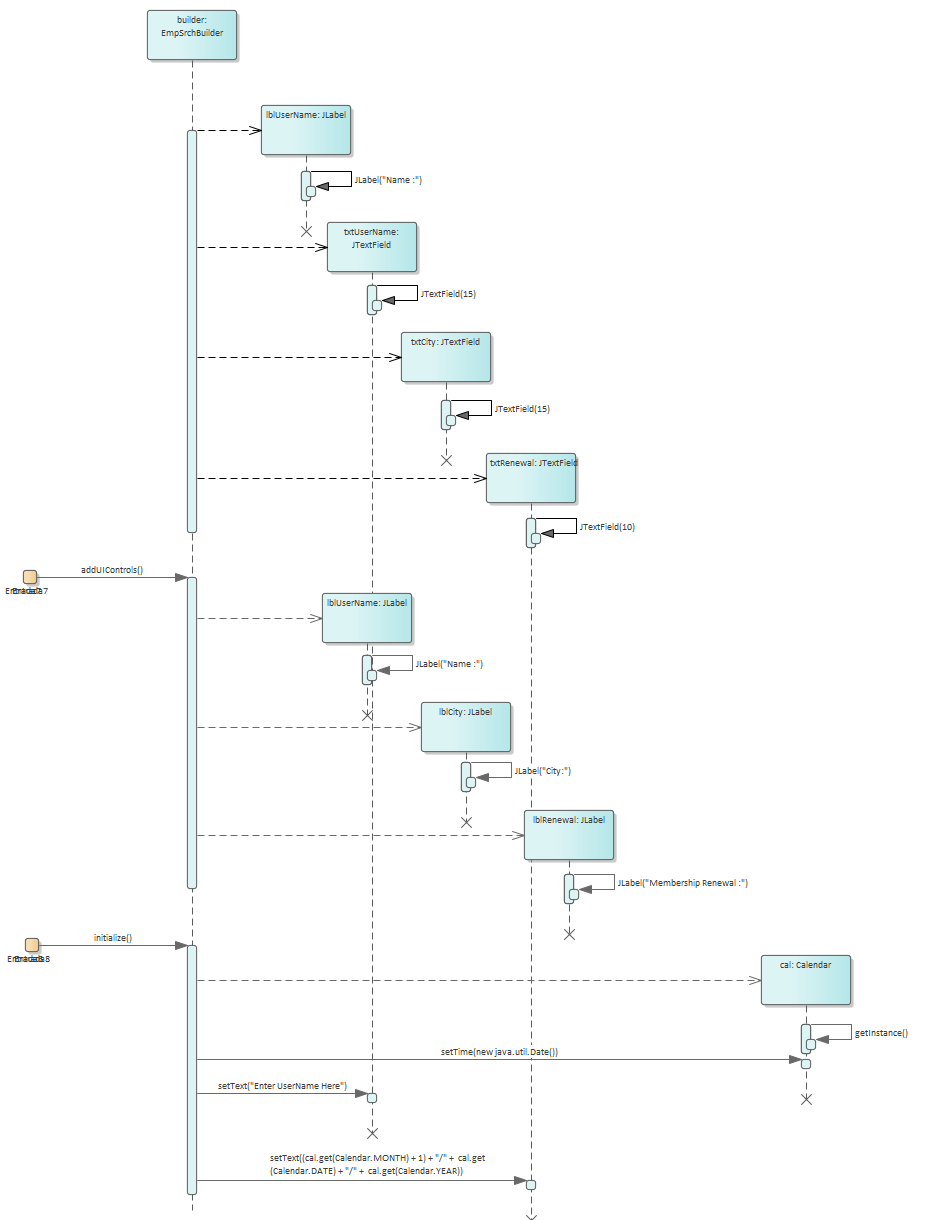 builder:
EmpSrchBuilder
lblUserName: JLabel
JLabel("Name :")
txtUserName:
JTextField
JTextField(15)
txtCity: JTextField
JTextField(15)
txtRenewal: JTextField
JTextField(10)
addUIControls()
lblUserName: JLabel
JLabel("Name :")
lblCity: JLabel
JLabel("City:")
lblRenewal: JLabel
JLabel("Membership Renewal :")
initialize()
cal: Calendar
getInstance()
setTime(new java.util.Date())
setText("Enter UserName Here")
setText((cal.get(Calendar.MONTH) + 1) + "/" + cal.get
(Calendar.DATE) + "/" + cal.get(Calendar.YEAR))